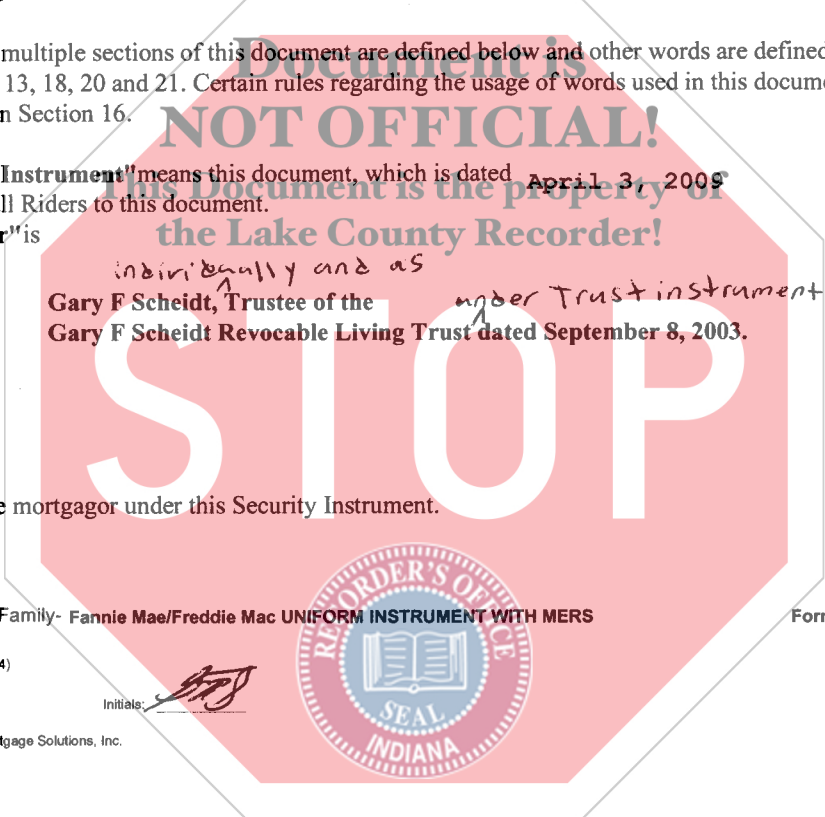 multiple sections of this document are defined below and other words are defined
Document is
13, 18, 20 and 21. Certain rules regarding the usage of words used in this docume
n Section 16.
NOT OFFICIAL!
Instrument" means this document, which is dated April 3, 2009
This Document is the property of
ll Riders to this document.
r" is
the Lake County Recorder!
individually and as
Gary F Scheidt, ^ Trustee of the
under Trust instrument
Gary F Scheidt Revocable Living Trust ^ dated September 8, 2003.
STOP
e mortgagor under this Security Instrument.
RECORDER'S OFFICE
Family- Fannie Mae/Freddie Mac UNIFORM INSTRUMENT WITH MERS
Form
4)
Initials:
SEAL
INDIANA
tgage Solutions, Inc.